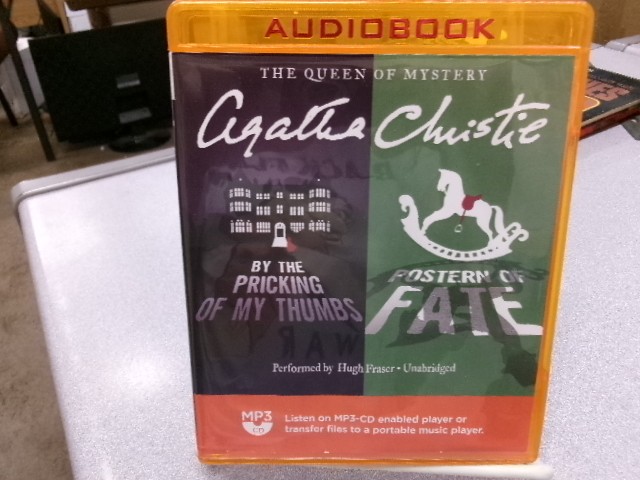 AUDIOBOOK
THE QUEEN OF MYSTERY
Agatha Christie
BY THE
PRICKING
OF MY THUMBS
POSTERN OF
FATE
Performed by Hugh Fraser • Unabridged
MP3
CD
Listen on MP3-CD enabled player or
transfer files to a portable music player.